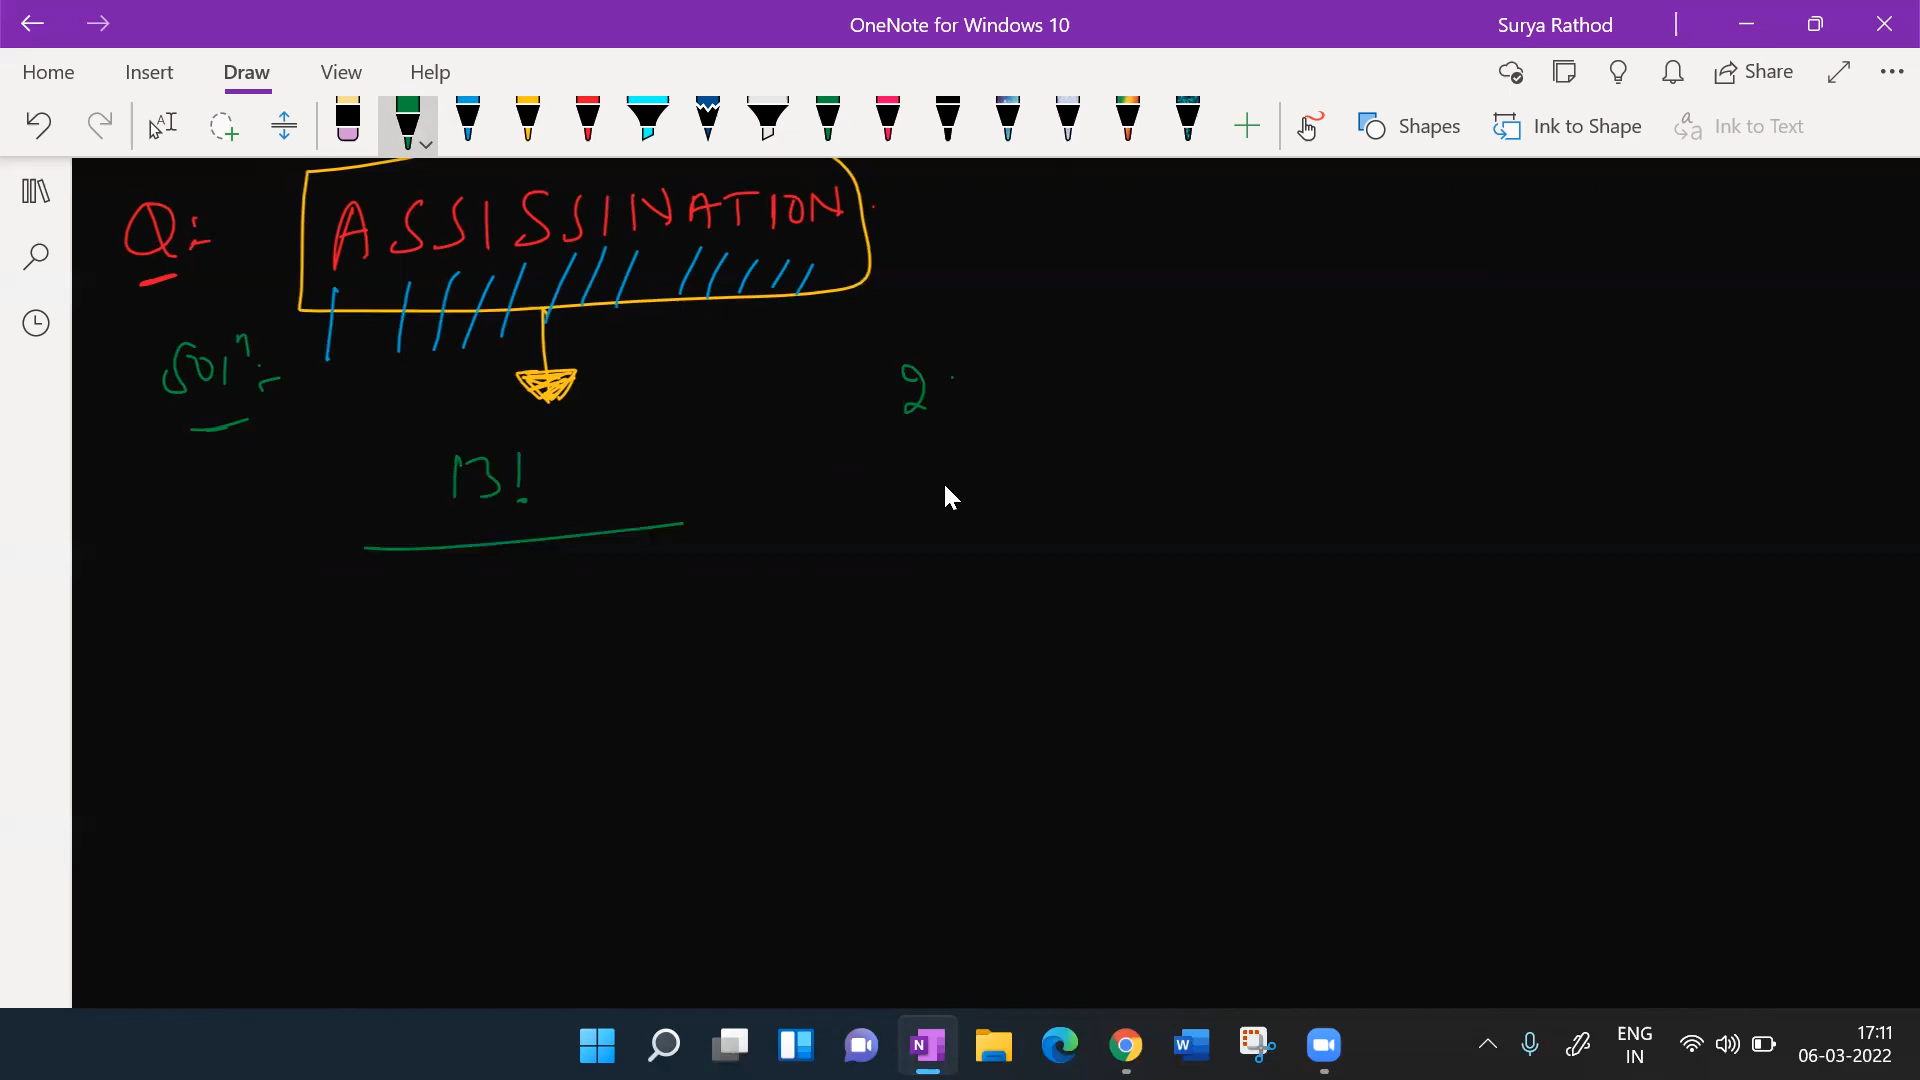 OneNote for Windows 10
Surya Rathod
Home Insert Draw View Help
Share
Shapes Ink to Shape Ink to Text
Q:- ASSISSINATION.
Solⁿ:-
2
13!
ENG
IN
17:11
06-03-2022